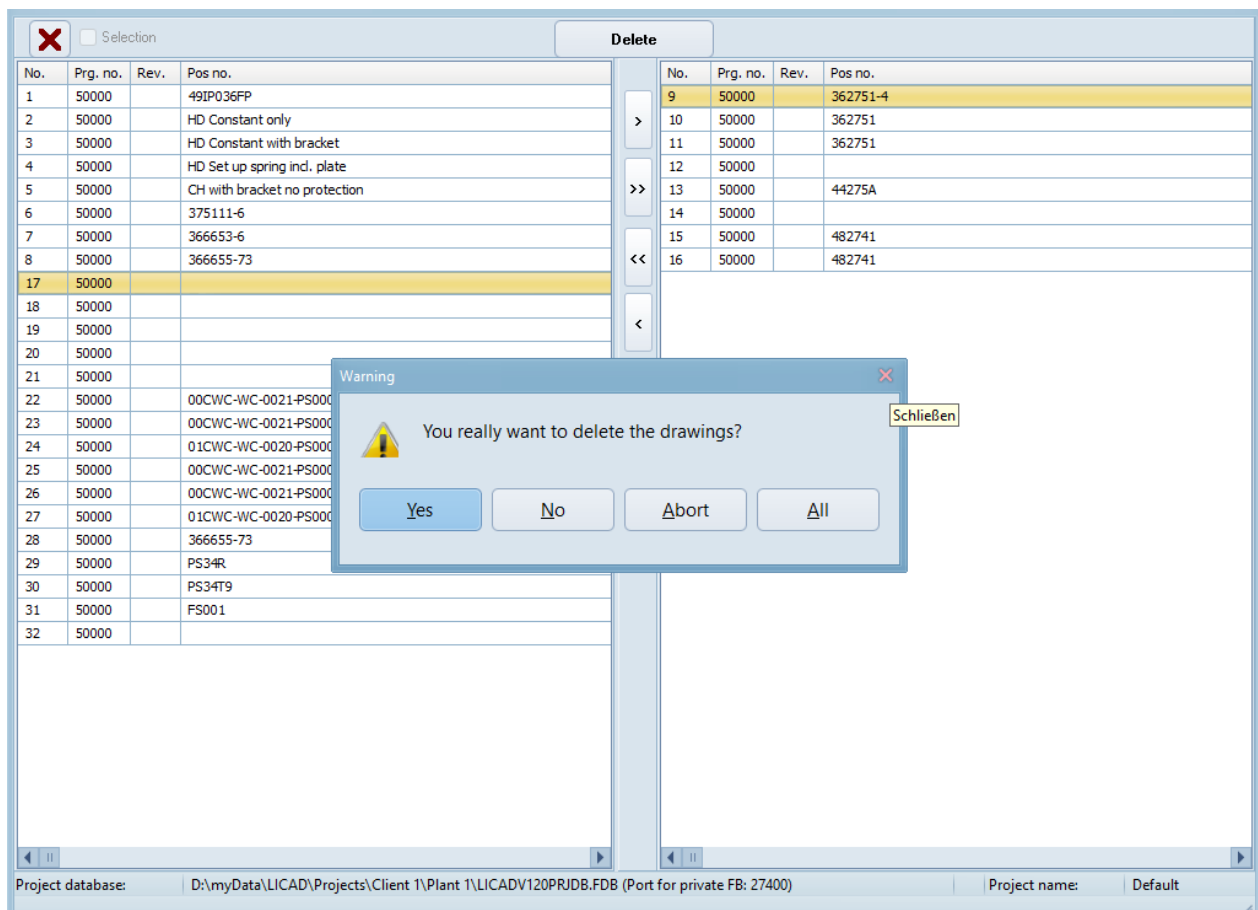 Selection
Delete
No. Prg. no. Rev. Pos no.
1 50000 49IP036FP
2 50000 HD Constant only
3 50000 HD Constant with bracket
4 50000 HD Set up spring incl. plate
5 50000 CH with bracket no protection
6 50000 375111-6
7 50000 366653-6
8 50000 366655-73
17 50000
18 50000
19 50000
20 50000
21 50000
22 50000 00CWC-WC-0021-PS000
23 50000 00CWC-WC-0021-PS000
24 50000 01CWC-WC-0020-PS000
25 50000 00CWC-WC-0021-PS000
26 50000 00CWC-WC-0021-PS000
27 50000 01CWC-WC-0020-PS000
28 50000 366655-73
29 50000 PS34R
30 50000 PS34T9
31 50000 FS001
32 50000
>
>>
<<
<
No. Prg. no. Rev. Pos no.
9 50000 362751-4
10 50000 362751
11 50000 362751
12 50000
13 50000 44275A
14 50000
15 50000 482741
16 50000 482741
Warning
Schließen
You really want to delete the drawings?
Yes No Abort All
Project database: D:\myData\LICAD\Projects\Client 1\Plant 1\LICADV120PRJDB.FDB (Port for private FB: 27400) Project name: Default